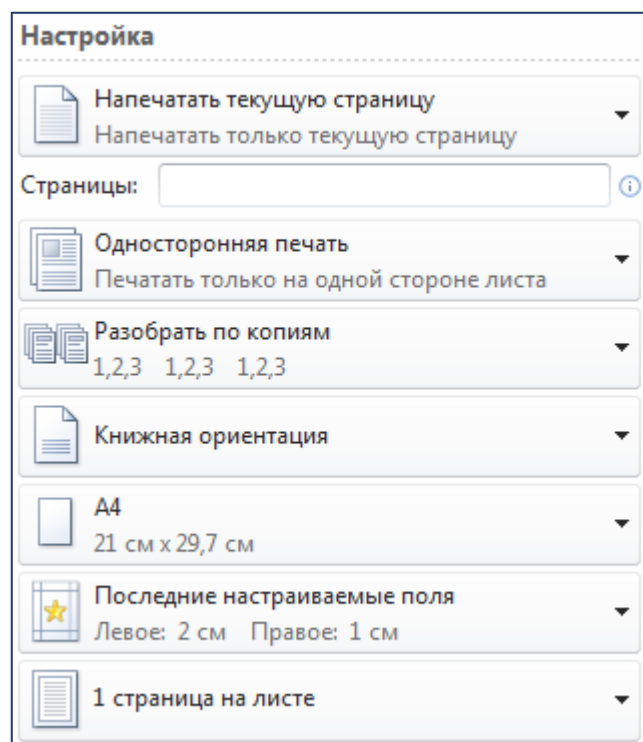 Настройка
Напечатать текущую страницу
Напечатать только текущую страницу
Страницы:
Односторонняя печать
Печатать только на одной стороне листа
Разобрать по копиям
1,2,3 1,2,3 1,2,3
Книжная ориентация
А4
21 см x 29,7 см
Последние настраиваемые поля
Левое: 2 см Правое: 1 см
1 страница на листе